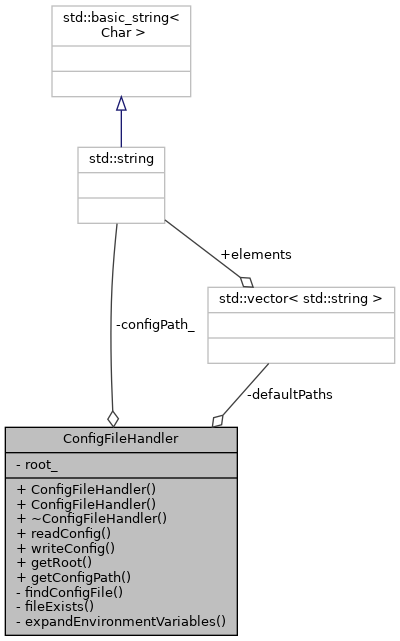 std::basic_string<
Char >
std::string
+elements
std::vector< std::string >
-configPath_
-defaultPaths
ConfigFileHandler
- root_
+ ConfigFileHandler()
+ ConfigFileHandler()
+ ~ConfigFileHandler()
+ readConfig()
+ writeConfig()
+ getRoot()
+ getConfigPath()
- findConfigFile()
- fileExists()
- expandEnvironmentVariables()